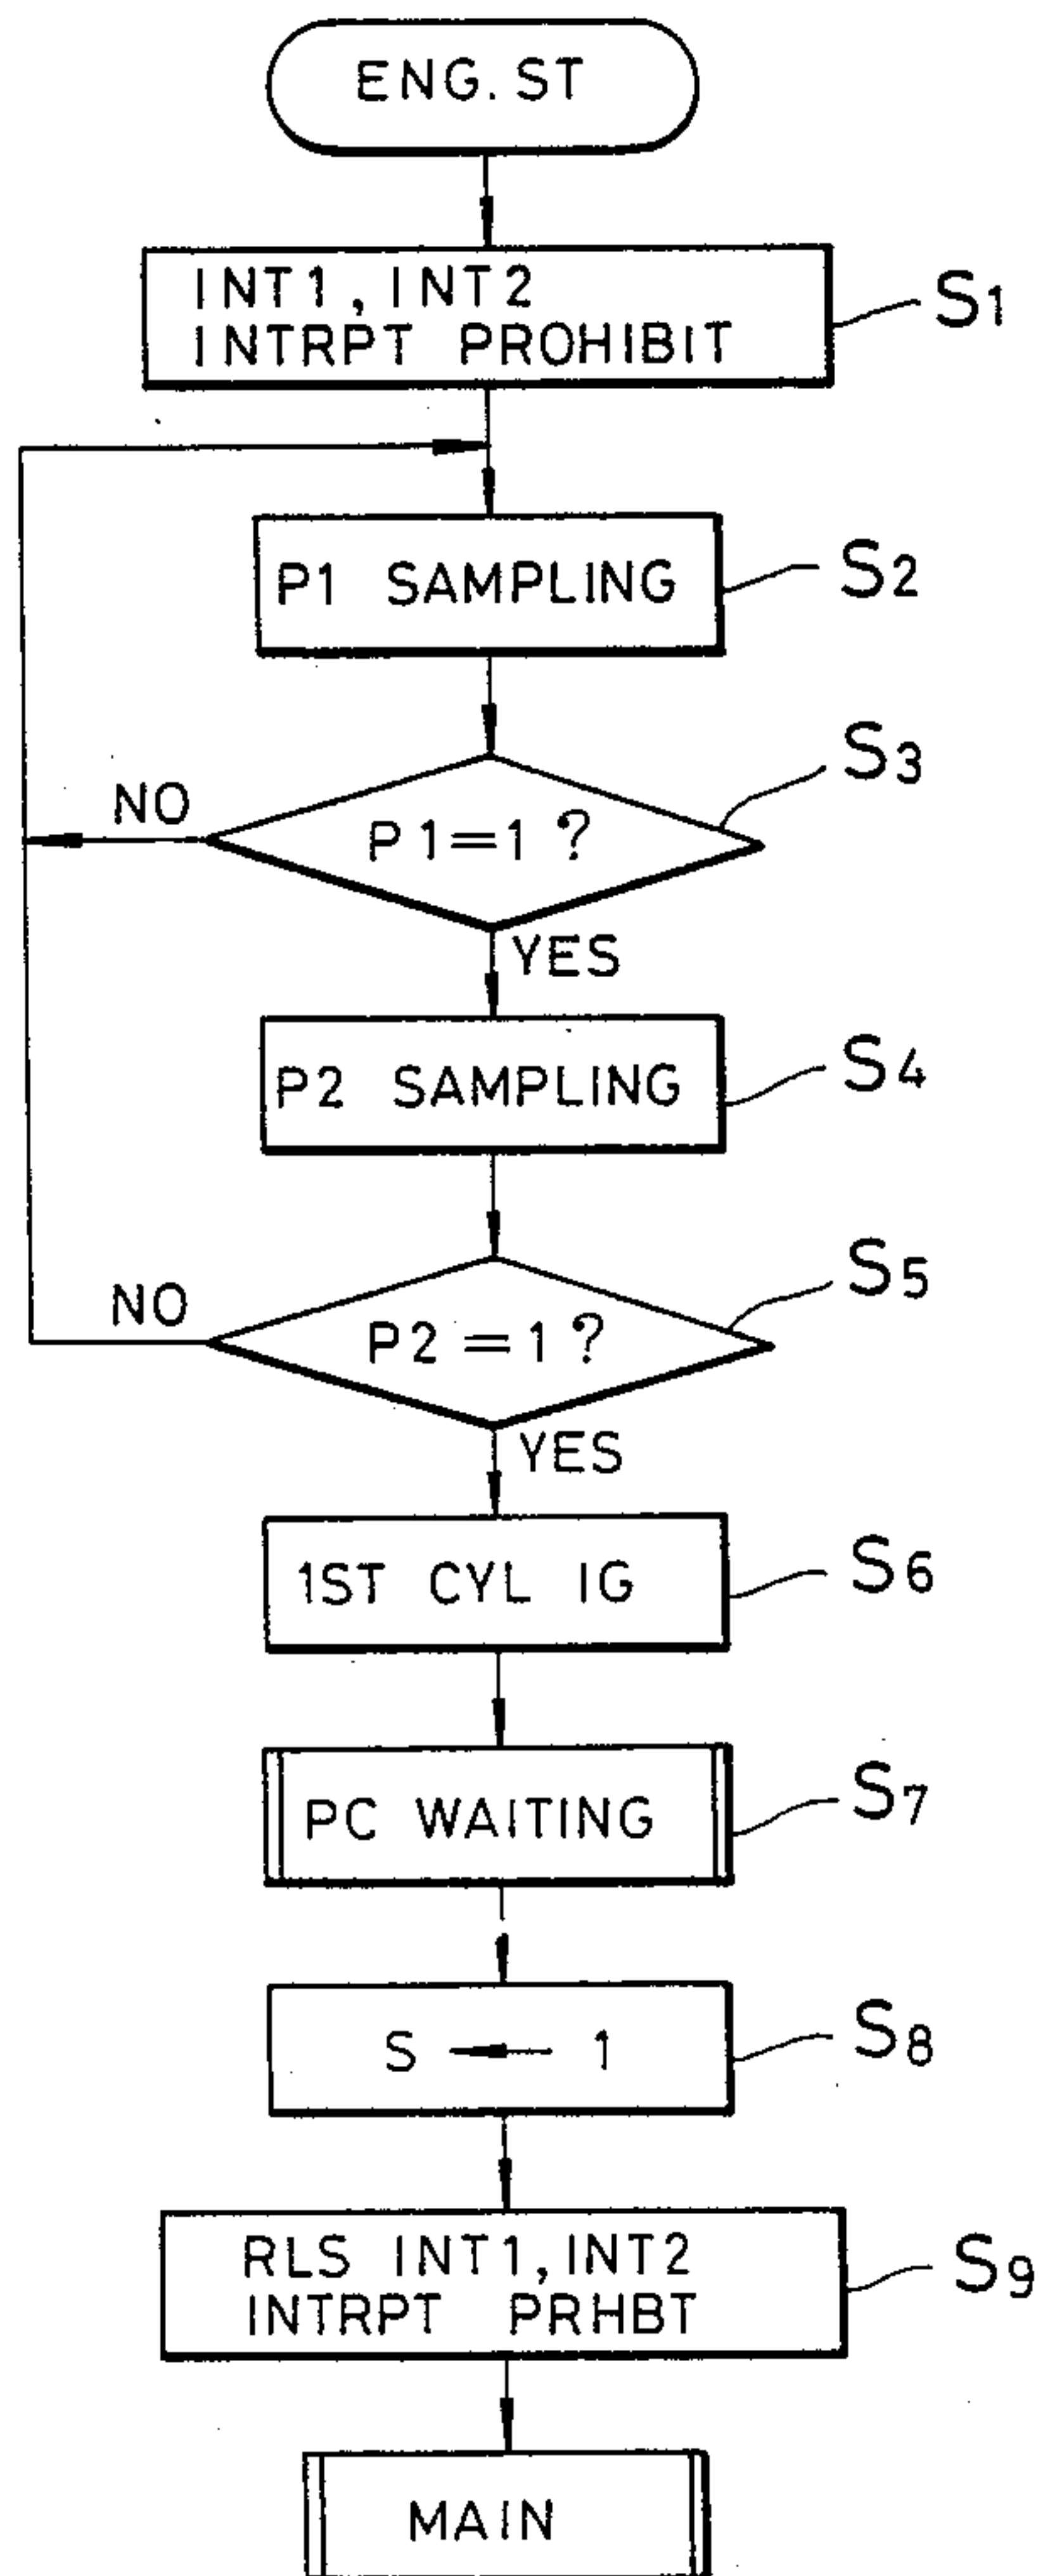 ENG. ST
INT1, INT2
INTRPT PROHIBIT
S1
P1 SAMPLING
S2
S3
NO
P1=1 ?
YES
P2 SAMPLING
S4
S5
NO
P2=1 ?
YES
1ST CYL IG
S6
PC WAITING
S7
S ← 1
S8
RLS INT1, INT2
INTRPT PRHBT
S9
MAIN